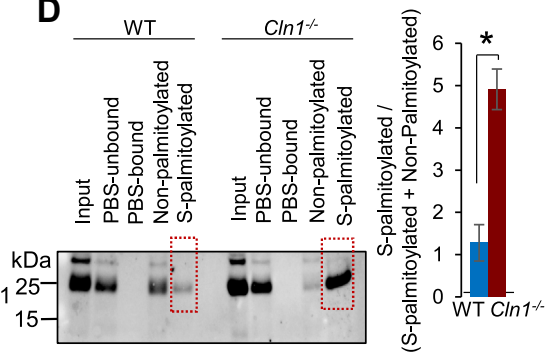 D
WT
Cln1-/-
Input
PBS-unbound
PBS-bound
Non-palmitoylated
S-palmitoylated
Input
PBS-unbound
PBS-bound
Non-palmitoylated
S-palmitoylated
kDa
1
25
15
S-palmitoylated /
(S-palmitoylated + Non-Palmitoylated)
6
5
4
3
2
1
0
*
WT Cln1-/-